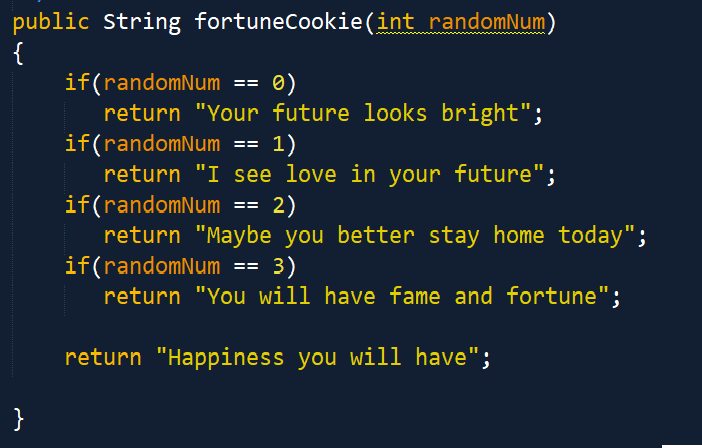 public String fortuneCookie(int randomNum)
{
if(randomNum == 0)
return "Your future looks bright";
if(randomNum == 1)
return "I see love in your future";
if(randomNum == 2)
return "Maybe you better stay home today";
if(randomNum == 3)
return "You will have fame and fortune";
return "Happiness you will have";
}